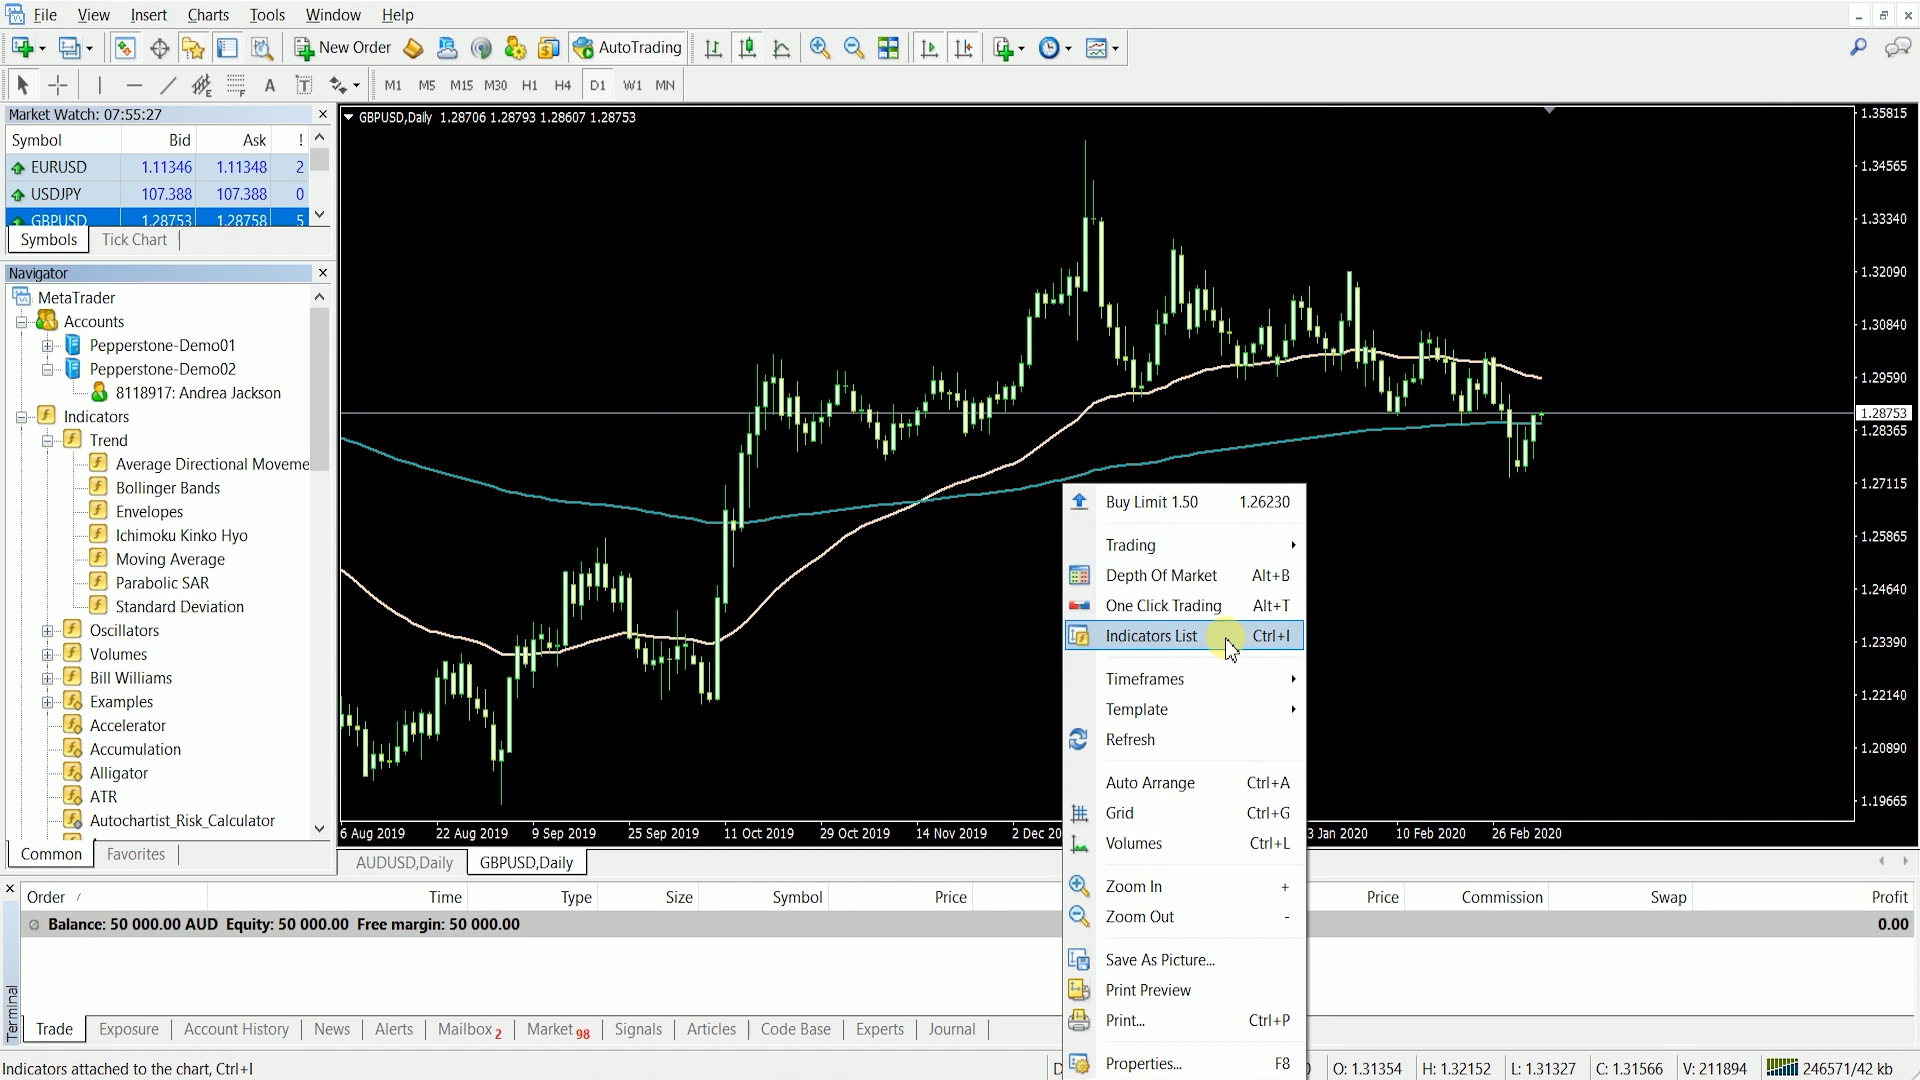 File View Insert Charts Tools Window Help
New Order AutoTrading
A T M1 M5 M15 M30 H1 H4 D1 W1 MN
Market Watch: 07:55:27
Symbol Bid Ask !
EURUSD 1.11346 1.11348 2
USDJPY 107.388 107.388 0
GBPUSD 1.28753 1.28758 5
Symbols Tick Chart
Navigator
MetaTrader
Accounts
Pepperstone-Demo01
Pepperstone-Demo02
8118917: Andrea Jackson
Indicators
Trend
Average Directional Moveme
Bollinger Bands
Envelopes
Ichimoku Kinko Hyo
Moving Average
Parabolic SAR
Standard Deviation
Oscillators
Volumes
Bill Williams
Examples
Accelerator
Accumulation
Alligator
ATR
Autochartist_Risk_Calculator
Common Favorites
GBPUSD,Daily 1.28706 1.28793 1.28607 1.28753
1.35815
1.34565
1.33340
1.32090
1.30840
1.29590
1.28753
1.28365
1.27115
1.25865
1.24640
1.23390
1.22140
1.20890
1.19665
6 Aug 2019 22 Aug 2019 9 Sep 2019 25 Sep 2019 11 Oct 2019 29 Oct 2019 14 Nov 2019 2 Dec 20 3 Jan 2020 10 Feb 2020 26 Feb 2020
AUDUSD,Daily GBPUSD,Daily
Buy Limit 1.50 1.26230
Trading
Depth Of Market Alt+B
One Click Trading Alt+T
Indicators List Ctrl+I
Timeframes
Template
Refresh
Auto Arrange Ctrl+A
Grid Ctrl+G
Volumes Ctrl+L
Zoom In +
Zoom Out -
Save As Picture...
Print Preview
Print... Ctrl+P
Properties... F8
Order / Time Type Size Symbol Price Price Commission Swap Profit
Balance: 50 000.00 AUD Equity: 50 000.00 Free margin: 50 000.00 0.00
Terminal
Trade Exposure Account History News Alerts Mailbox 2 Market 98 Signals Articles Code Base Experts Journal
Indicators attached to the chart, Ctrl+I D O: 1.31354 H: 1.32152 L: 1.31327 C: 1.31566 V: 211894 246571/42 kb